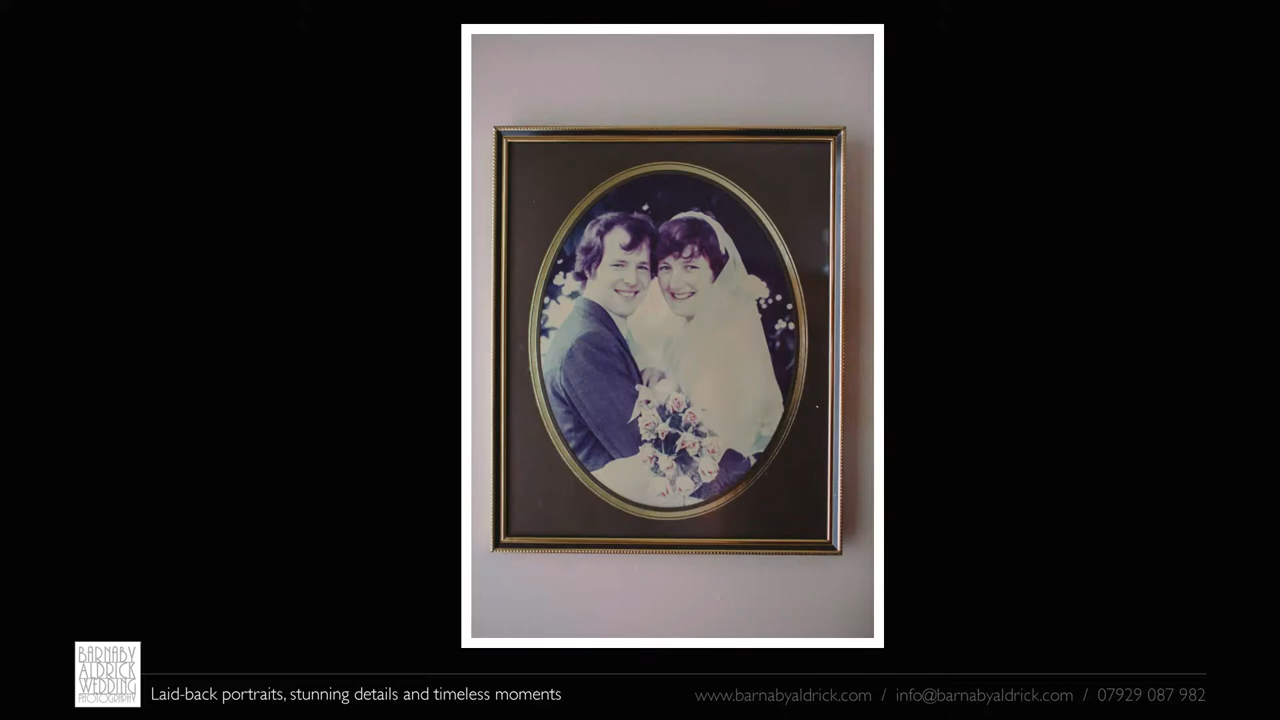 BARNABY
ALDRICK
WEDDING
PHOTOGRAPHY
Laid-back portraits, stunning details and timeless moments
www.barnabyaldrick.com / info@barnabyaldrick.com / 07929 087 982